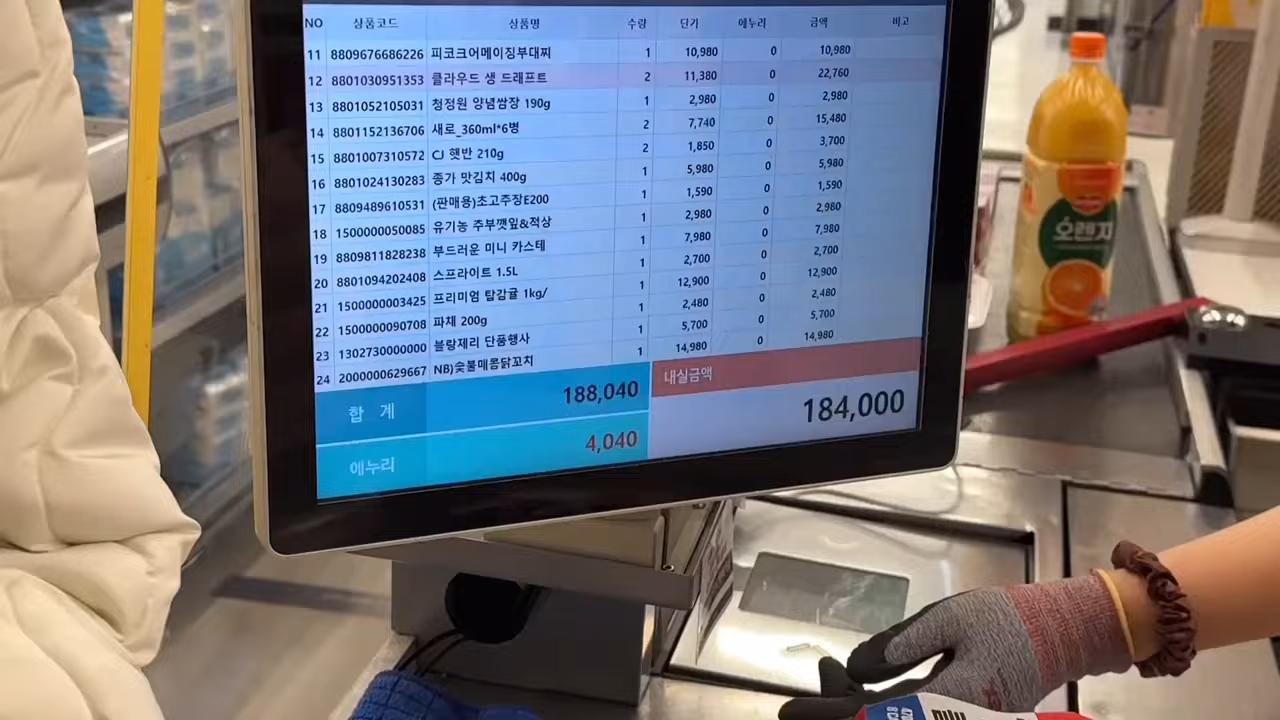 NO 상품코드 상품명 수량 단가 에누리 금액 비고
11 8809676686226 피코크어메이징부대찌 1 10,980 0 10,980
12 8801030951353 클라우드 생 드래프트 2 11,380 0 22,760
13 8801052105031 청정원 양념쌈장 190g 1 2,980 0 2,980
14 8801152136706 새로_360ml*6병 2 7,740 0 15,480
15 8801007310572 CJ 햇반 210g 2 1,850 0 3,700
16 8801024130283 종가 맛김치 400g 1 5,980 0 5,980
17 8809489610531 (판매용)초고추장E200 1 1,590 0 1,590
18 1500000050085 유기농 주부깻잎&적상 1 2,980 0 2,980
19 8809811828238 부드러운 미니 카스테 1 7,980 0 7,980
20 8801094202408 스프라이트 1.5L 1 2,700 0 2,700
21 1500000003425 프리미엄 탑감귤 1kg/ 1 12,900 0 12,900
22 1500000090708 파채 200g 1 2,480 0 2,480
23 1302730000000 블랑제리 단품행사 1 5,700 0 5,700
24 2000000629667 NB)숯불매콤닭꼬치 1 14,980 0 14,980
합 계 188,040
내실금액
184,000
에누리 4,040
오렌지